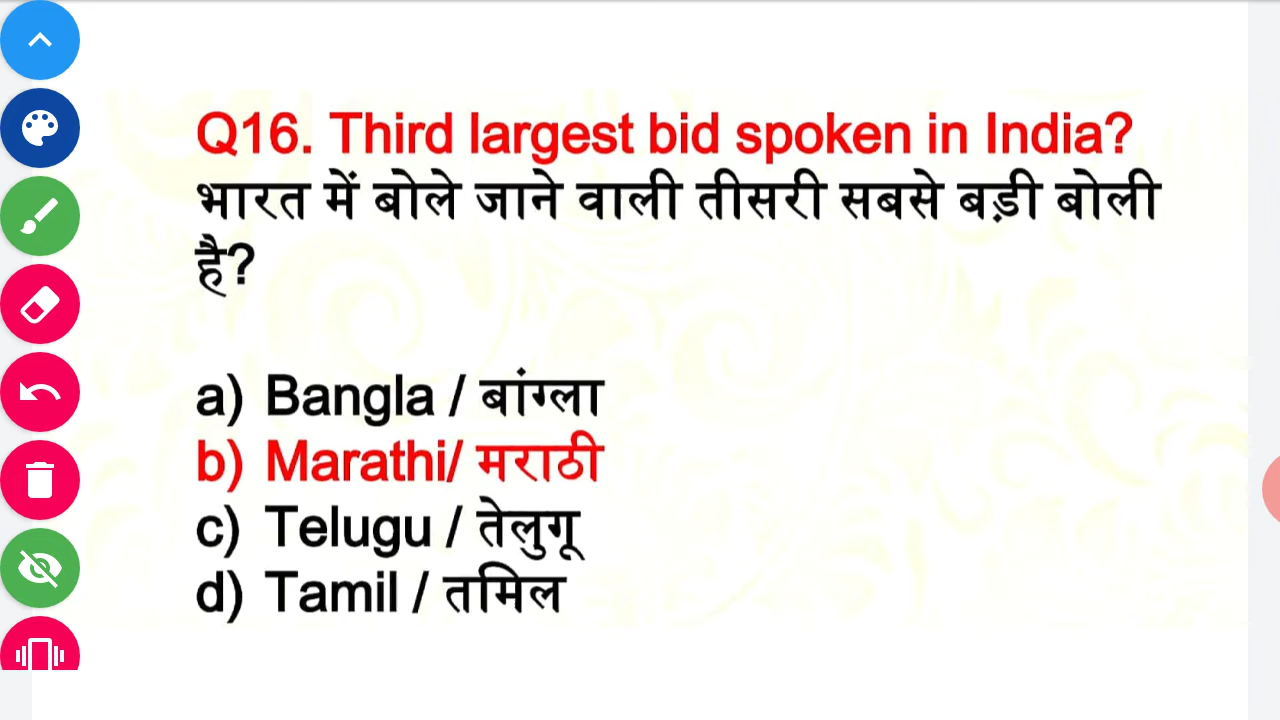 Q16. Third largest bid spoken in India?
भारत में बोले जाने वाली तीसरी सबसे बड़ी बोली
है?
a) Bangla / बांग्ला
b) Marathi/ मराठी
c) Telugu / तेलुगू
d) Tamil / तमिल